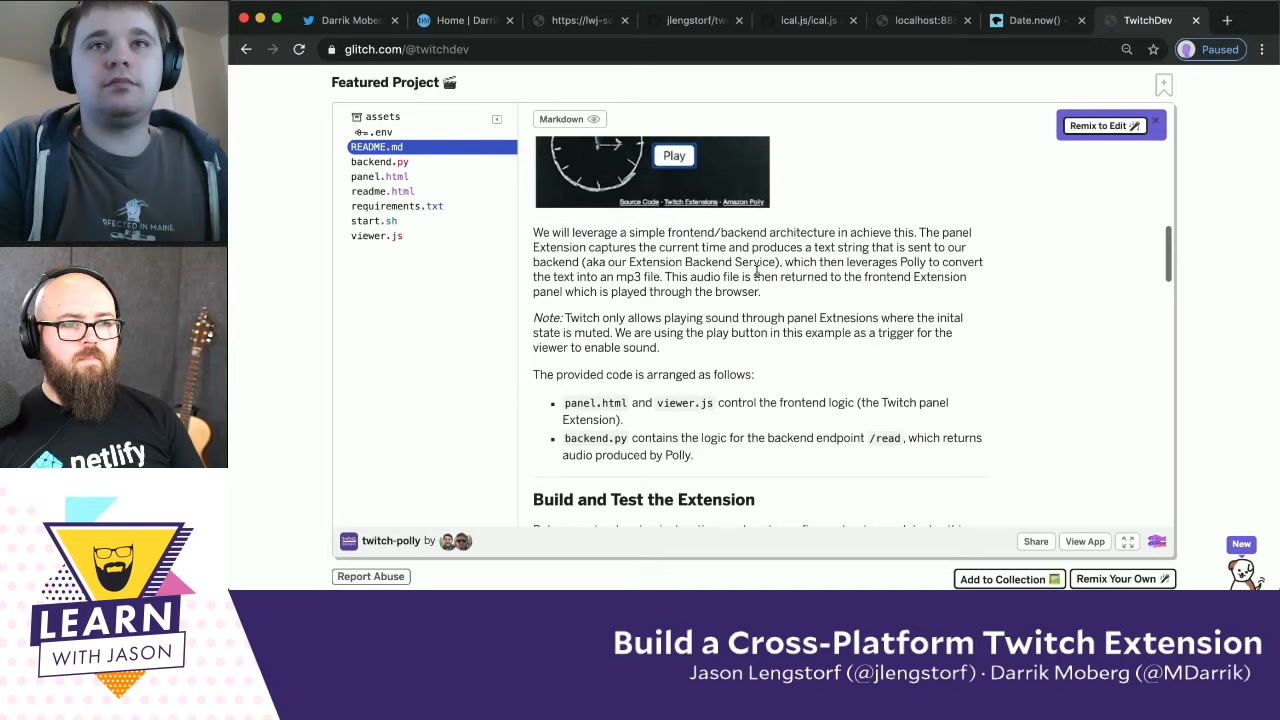 Darrik Moberg
Home | Darri
https://lwj-sc
jlengstorf/tw
ical.js/ical.js
localhost:888
Date.now()
TwitchDev
glitch.com/@twitchdev
Paused
Featured Project
assets
.env
README.md
backend.py
panel.html
readme.html
requirements.txt
start.sh
viewer.js
Markdown
Remix to Edit
Play
Source Code · Twitch Extensions · Amazon Polly
We will leverage a simple frontend/backend architecture in achieve this. The panel
Extension captures the current time and produces a text string that is sent to our
backend (aka our Extension Backend Service), which then leverages Polly to convert
the text into an mp3 file. This audio file is then returned to the frontend Extension
panel which is played through the browser.
Note: Twitch only allows playing sound through panel Extnesions where the inital
state is muted. We are using the play button in this example as a trigger for the
viewer to enable sound.
The provided code is arranged as follows:
panel.html and viewer.js control the frontend logic (the Twitch panel
Extension).
backend.py contains the logic for the backend endpoint /read, which returns
audio produced by Polly.
Build and Test the Extension
twitch-polly by
Share
View App
New
Report Abuse
Add to Collection
Remix Your Own
netlify
LEARN
WITH JASON
Build a Cross-Platform Twitch Extension
Jason Lengstorf (@jlengstorf) · Darrik Moberg (@MDarrik)